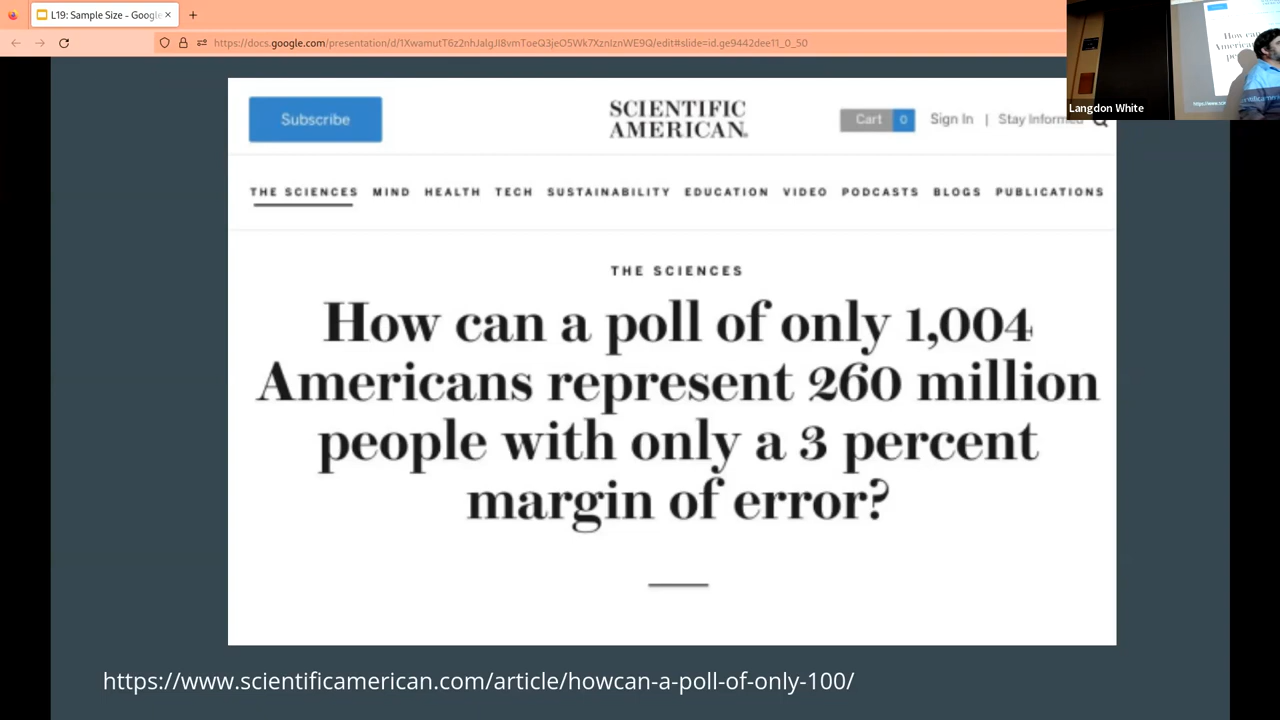 L19: Sample Size - Google
https://docs.google.com/presentation/d/1XwamutT6z2nhJalgJI8vmToeQ3jeO5Wk7XznIznWE9Q/edit#slide=id.ge9442dee11_0_50
Langdon White
Subscribe
SCIENTIFIC
AMERICAN
Cart 0 Sign In | Stay Informed
THE SCIENCES MIND HEALTH TECH SUSTAINABILITY EDUCATION VIDEO PODCASTS BLOGS PUBLICATIONS
THE SCIENCES
How can a poll of only 1,004
Americans represent 260 million
people with only a 3 percent
margin of error?
https://www.scientificamerican.com/article/howcan-a-poll-of-only-100/